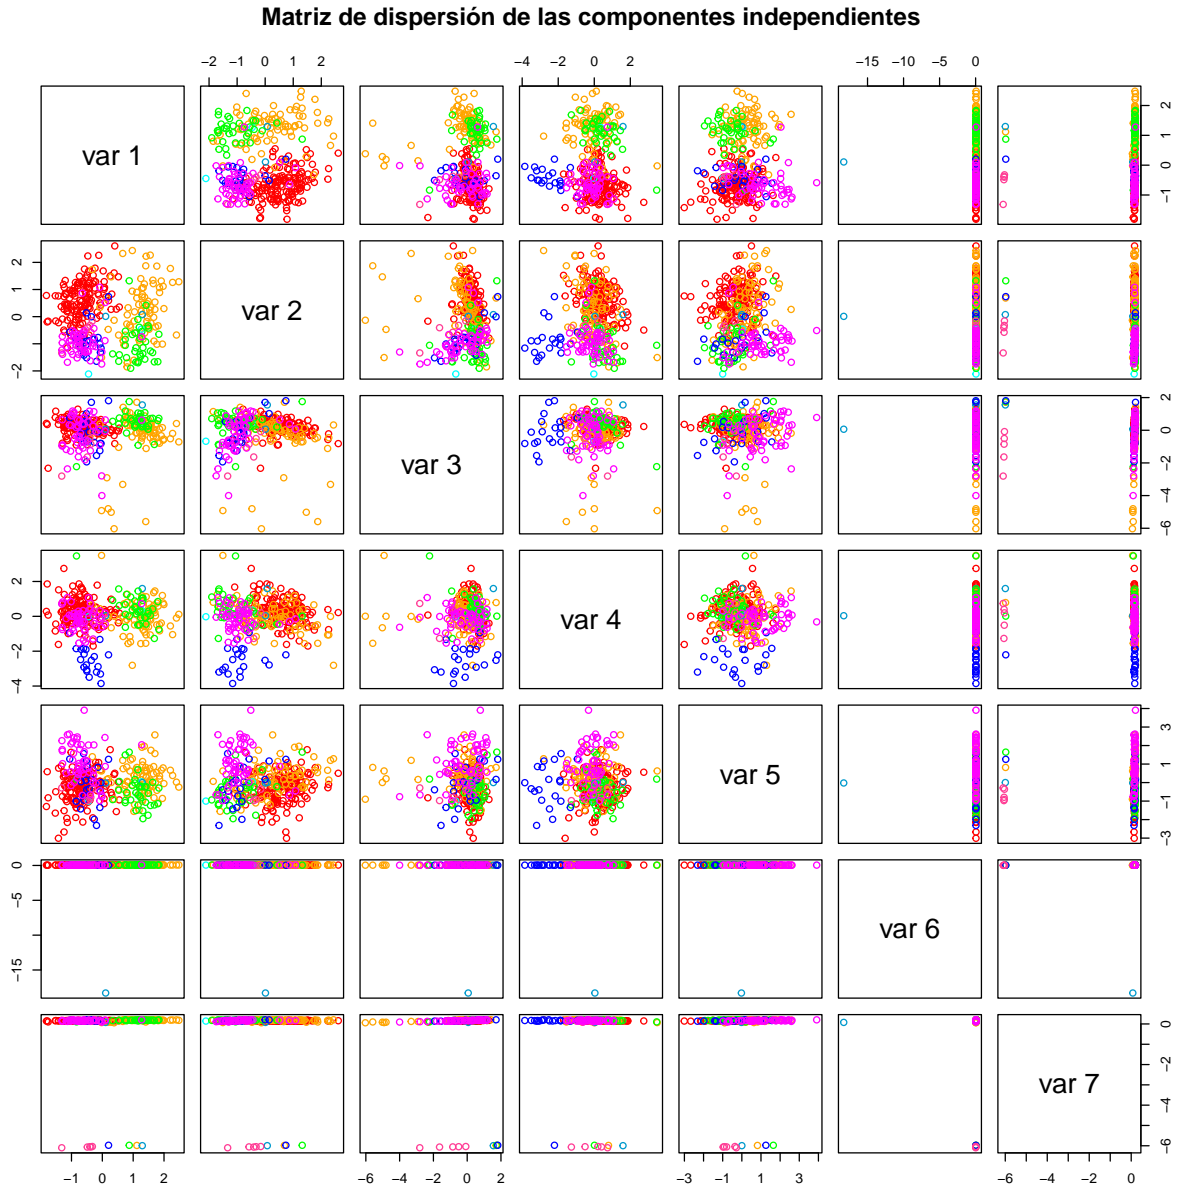 Matriz de dispersión de las componentes independientes
−2 −1 0 1 2
−4 −2 0 2
−15 −5 0
var 1
2
1
0
−1
2
1
0
−2
var 2
var 3
2
0
−2
−4
−6
2
0
−2
−4
var 4
var 5
3
1
−1
−3
0
−5
−15
var 6
var 7
0
−2
−4
−6
−1 0 1 2
−6 −4 −2 0 2
−3 −1 1 3
−6 −4 −2 0